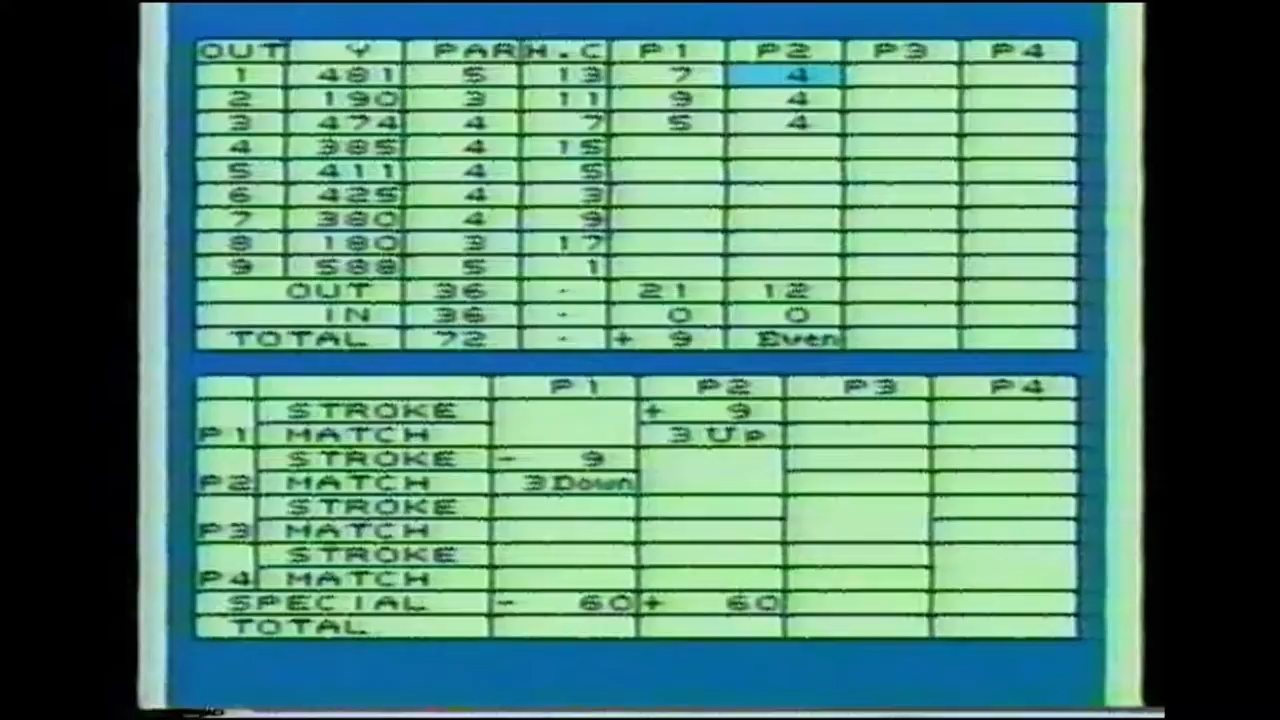 OUT Y PAR H.C P1 P2 P3 P4
1 481 5 13 7 4
2 190 3 11 9 4
3 474 4 7 5 4
4 385 4 15
5 411 4 5
6 425 4 3
7 380 4 9
8 180 3 17
9 588 5 1
OUT 36 - 21 12
IN 36 - 0 0
TOTAL 72 - + 9 Even
P1 P2 P3 P4
STROKE + 9
P1 MATCH 3 Up
STROKE - 9
P2 MATCH 3 Down
STROKE
P3 MATCH
STROKE
P4 MATCH
SPECIAL - 60 + 60
TOTAL